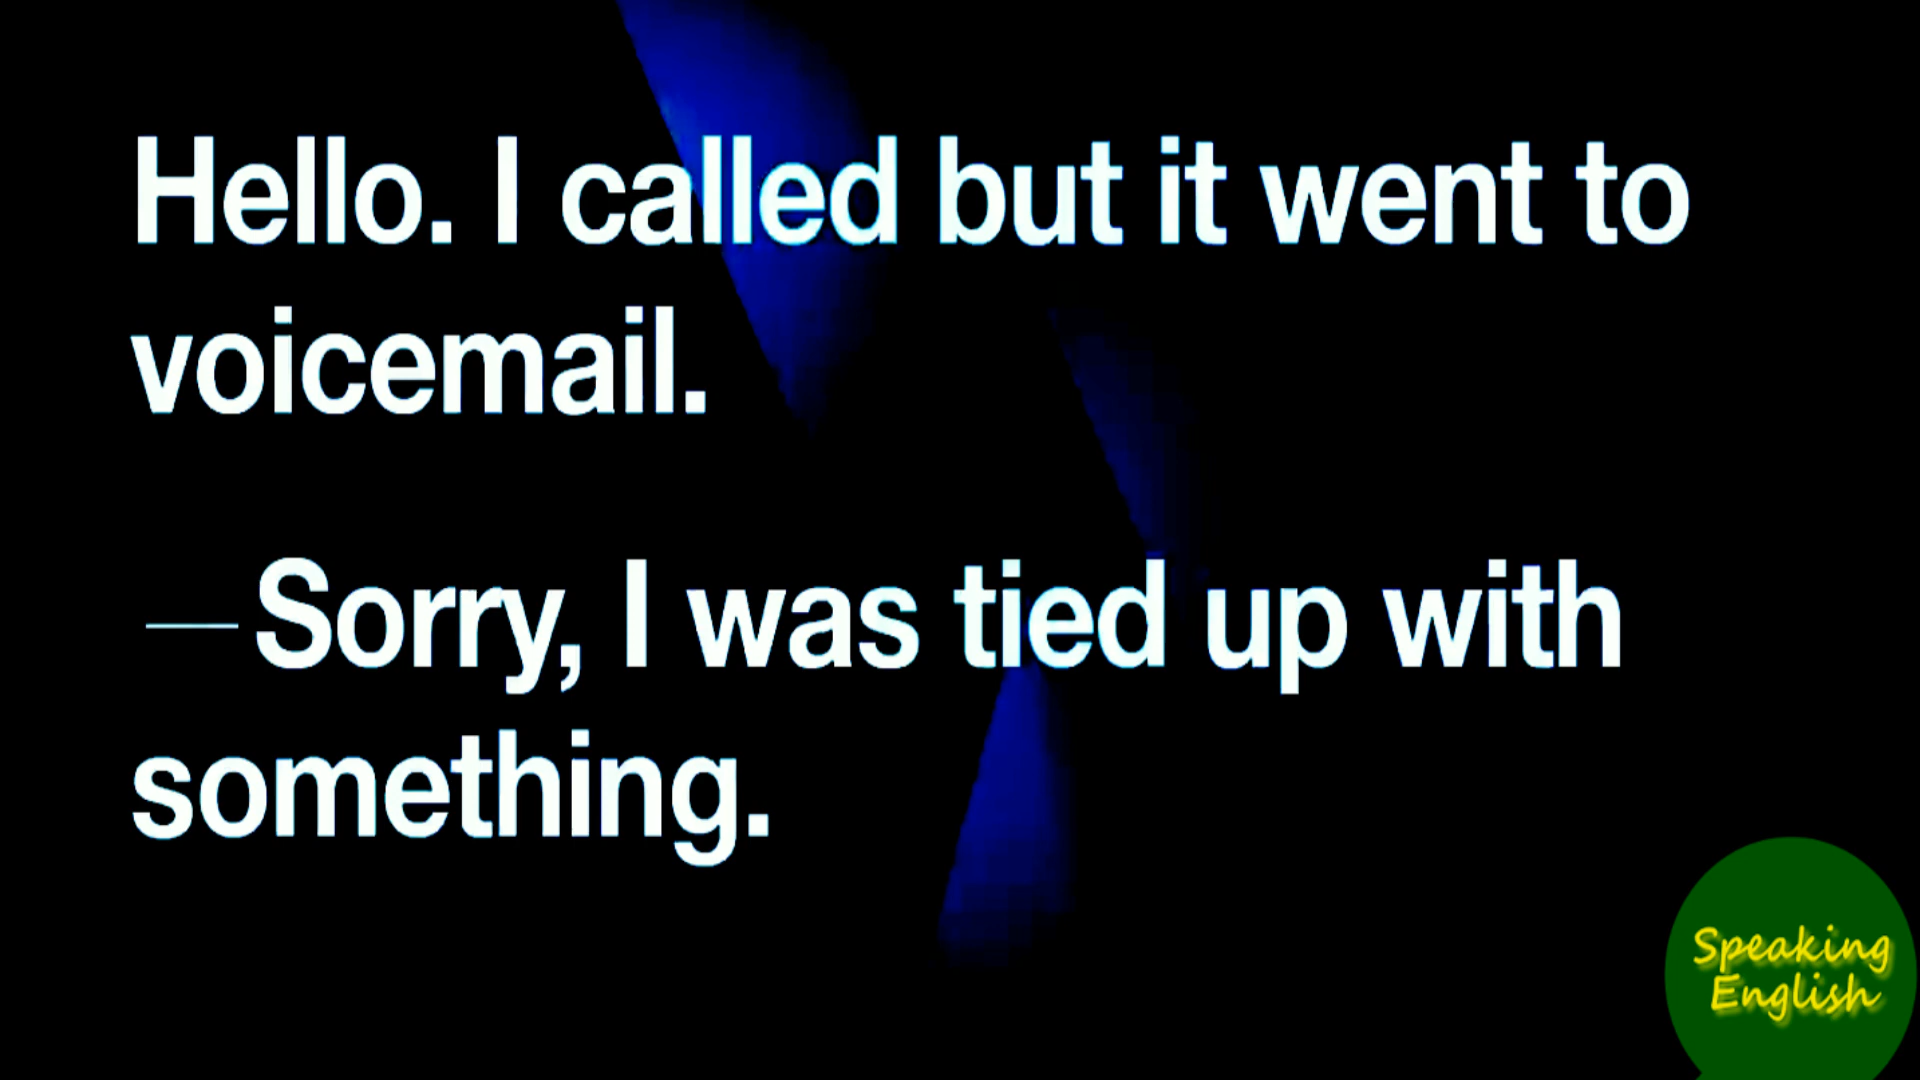 Hello. I called but it went to
voicemail.
—Sorry, I was tied up with
something.
Speaking
English